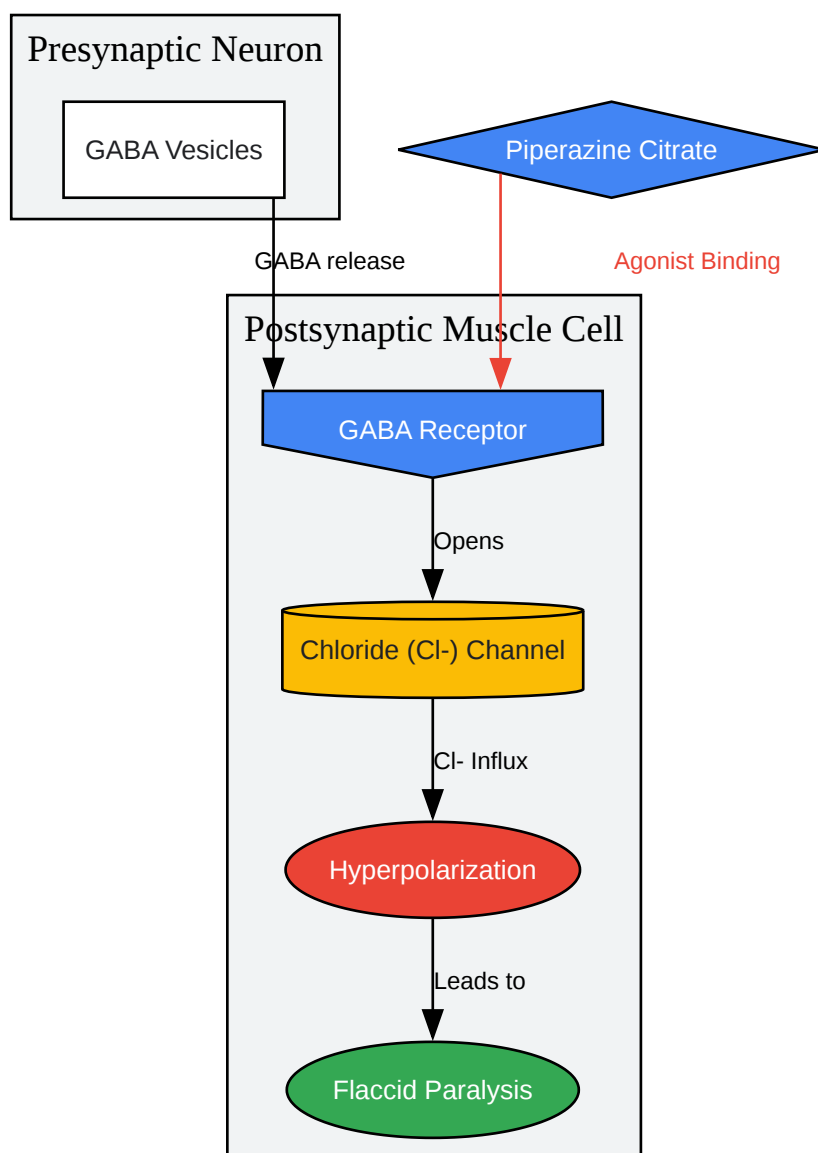 Presynaptic Neuron
GABA Vesicles
Piperazine Citrate
GABA release
Agonist Binding
Postsynaptic Muscle Cell
GABA Receptor
Opens
Chloride (Cl-) Channel
Cl- Influx
Hyperpolarization
Leads to
Flaccid Paralysis